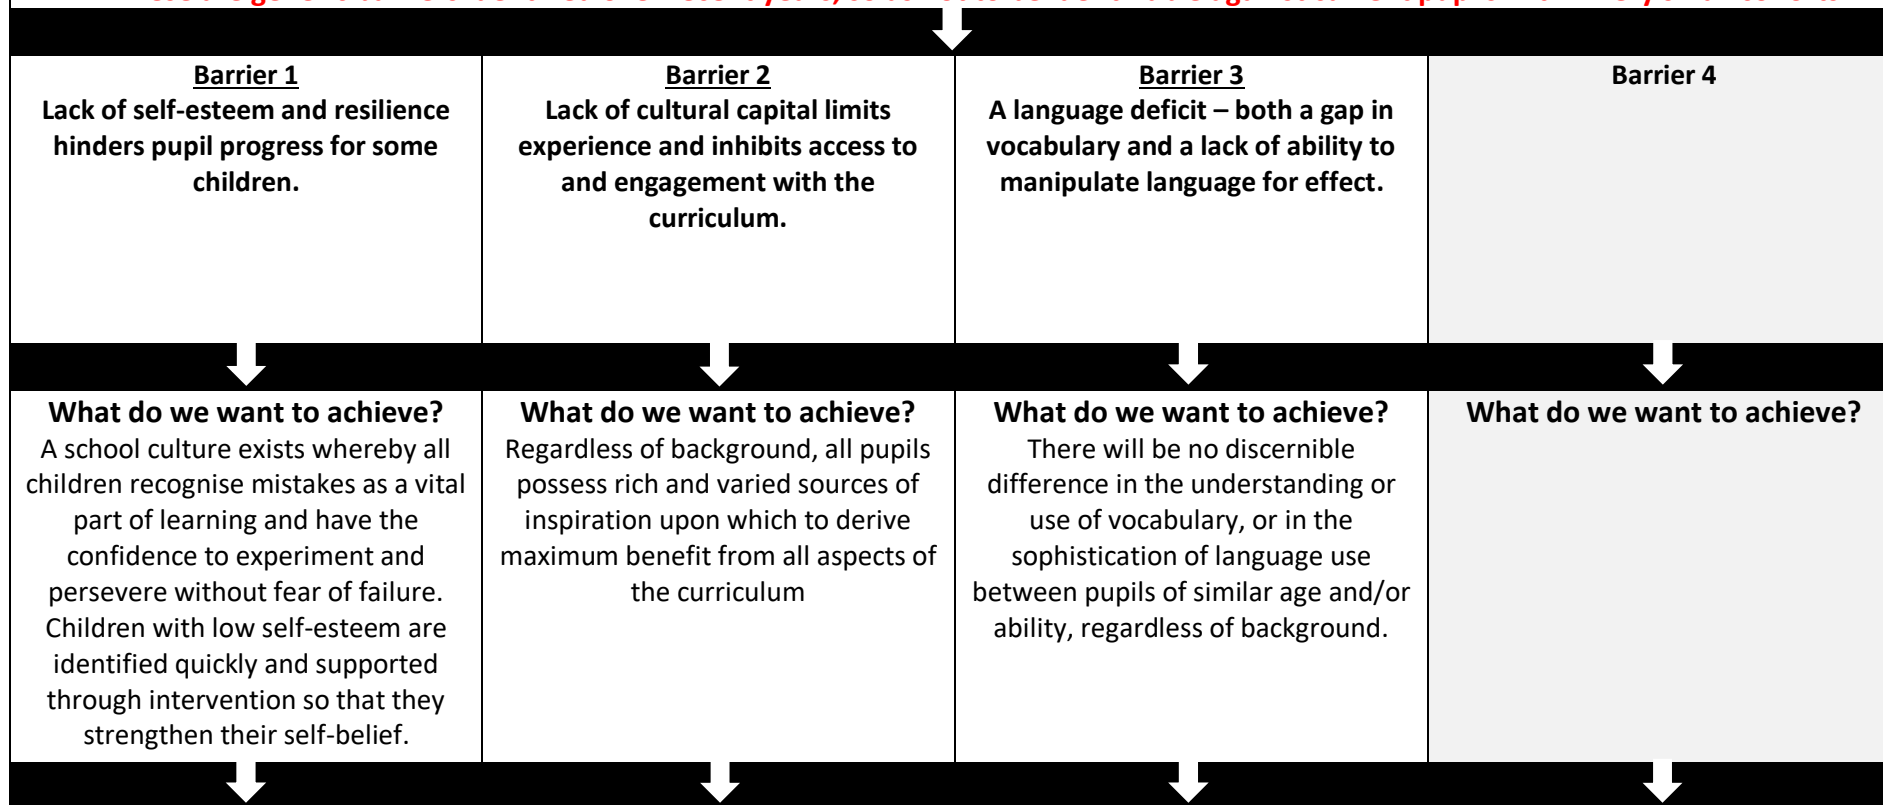 Barrier 1
Lack of self-esteem and resilience
hinders pupil progress for some
children.
Barrier 2
Lack of cultural capital limits
experience and inhibits access to
and engagement with the
curriculum.
Barrier 3
A language deficit – both a gap in
vocabulary and a lack of ability to
manipulate language for effect.
Barrier 4
What do we want to achieve?
A school culture exists whereby all
children recognise mistakes as a vital
part of learning and have the
confidence to experiment and
persevere without fear of failure.
Children with low self-esteem are
identified quickly and supported
through intervention so that they
strengthen their self-belief.
What do we want to achieve?
Regardless of background, all pupils
possess rich and varied sources of
inspiration upon which to derive
maximum benefit from all aspects of
the curriculum
What do we want to achieve?
There will be no discernible
difference in the understanding or
use of vocabulary, or in the
sophistication of language use
between pupils of similar age and/or
ability, regardless of background.
What do we want to achieve?